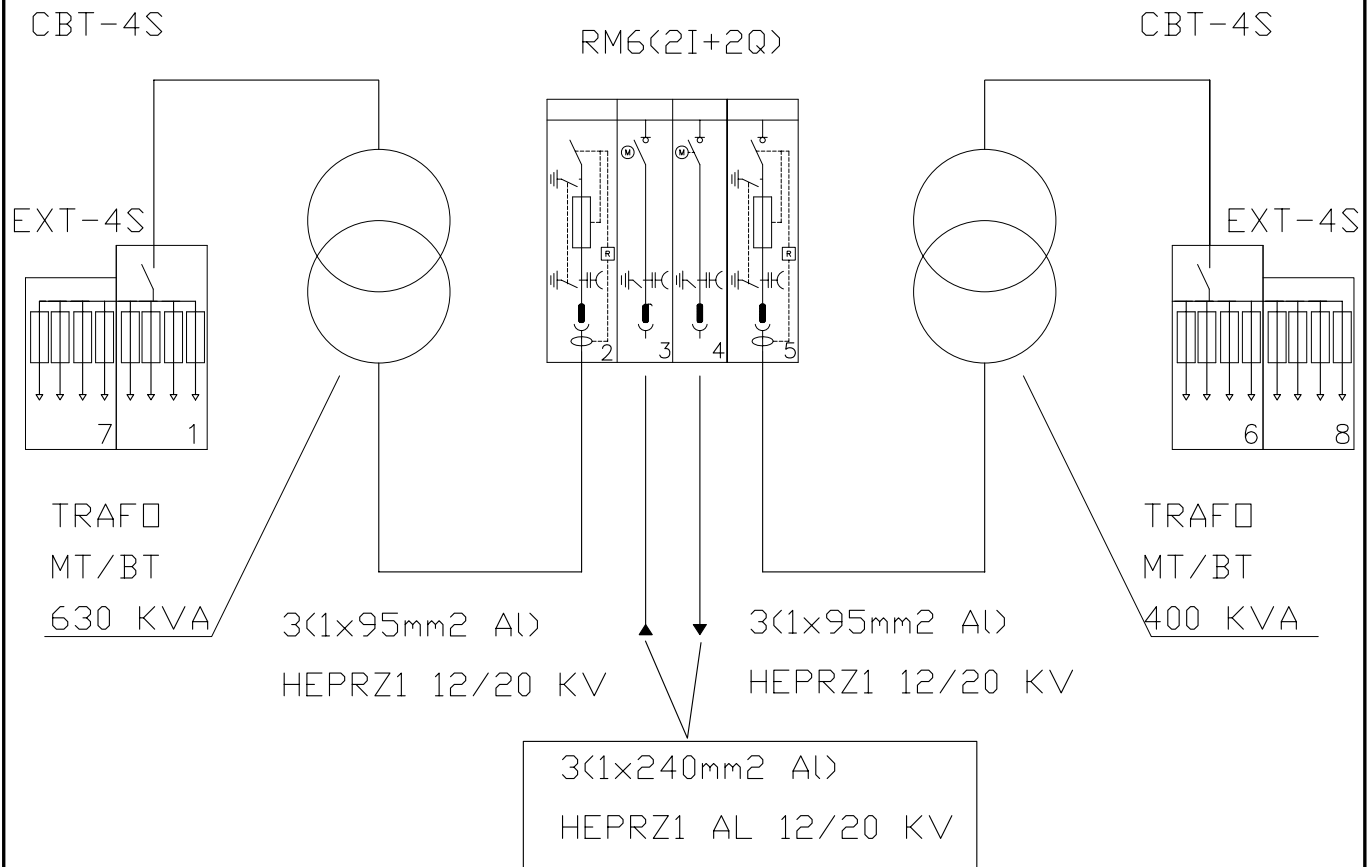 CBT-4S
RM6(2I+2Q)
CBT-4S
EXT-4S
EXT-4S
M
M
R
R
2
3
4
5
7
1
6
8
TRAFO
MT/BT
630 KVA
TRAFO
MT/BT
400 KVA
3(1x95mm2 Al)
HEPRZ1 12/20 KV
3(1x95mm2 Al)
HEPRZ1 12/20 KV
3(1x240mm2 Al)
HEPRZ1 AL 12/20 KV